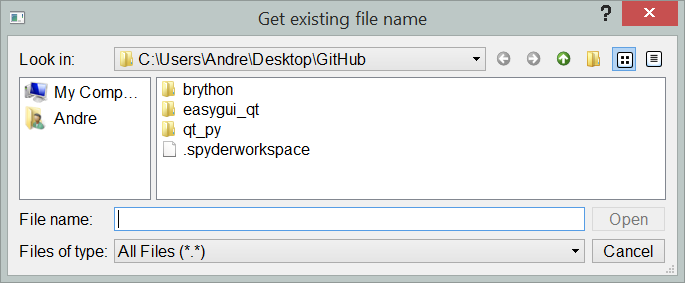 Get existing file name
?
Look in: C:\Users\Andre\Desktop\GitHub
My Comp...
Andre
brython
easygui_qt
qt_py
.spyderworkspace
File name: Open
Files of type: All Files (*.*) Cancel